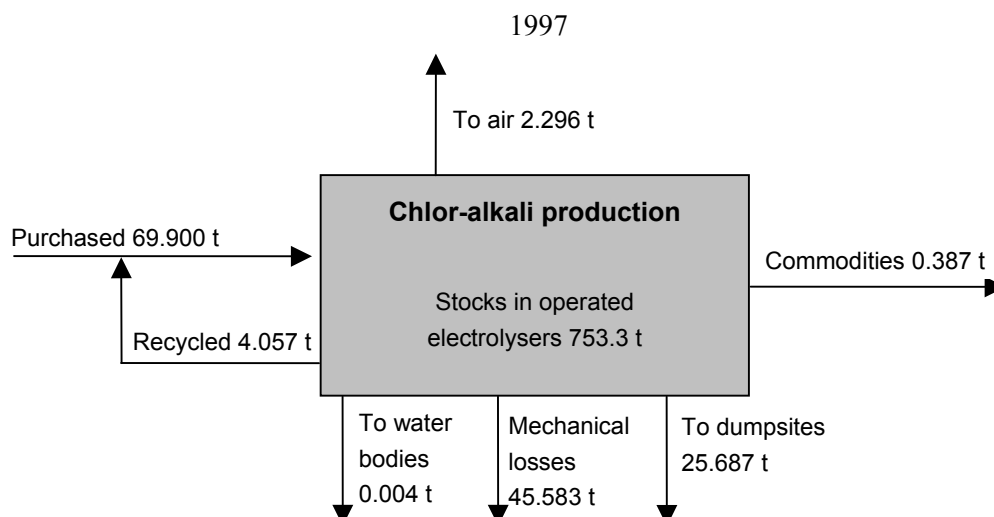 1997
To air 2.296 t
Chlor-alkali production
Purchased 69.900 t
Commodities 0.387 t
Stocks in operated
electrolysers 753.3 t
Recycled 4.057 t
To water
bodies
0.004 t
Mechanical
losses
45.583 t
To dumpsites
25.687 t